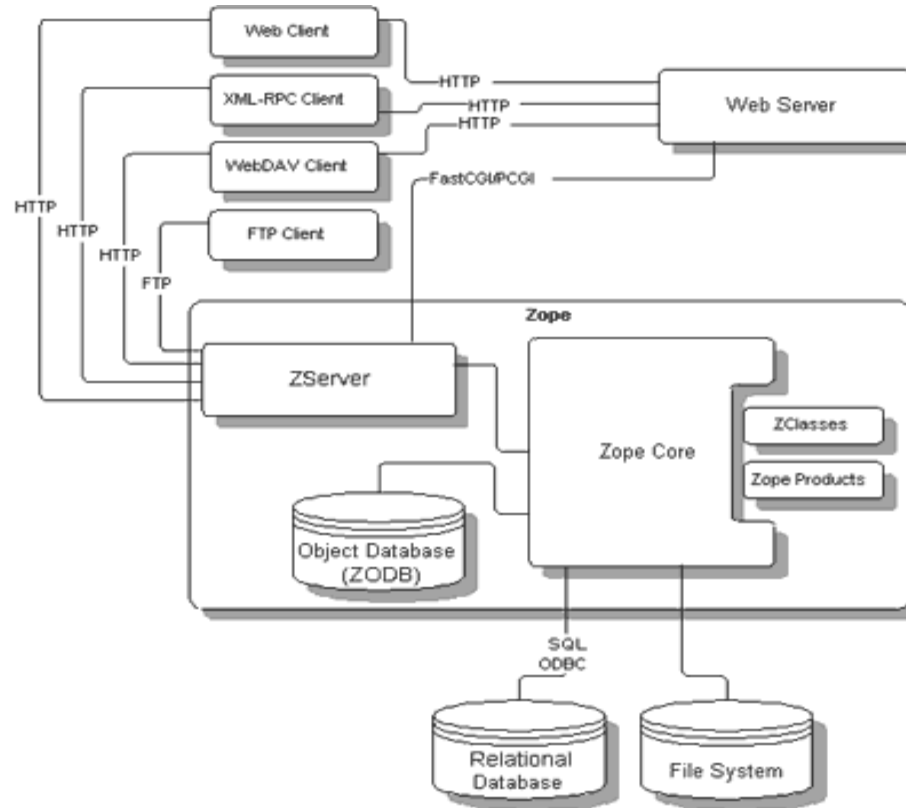 Web Client
HTTP
XML-RPC Client
HTTP
Web Server
HTTP
WebDAV Client
FastCGI/PCGI
HTTP
HTTP
FTP Client
HTTP
FTP
Zope
ZServer
ZClasses
Zope Core
Zope Products
Object Database
(ZODB)
SQL
ODBC
Relational
Database
File System